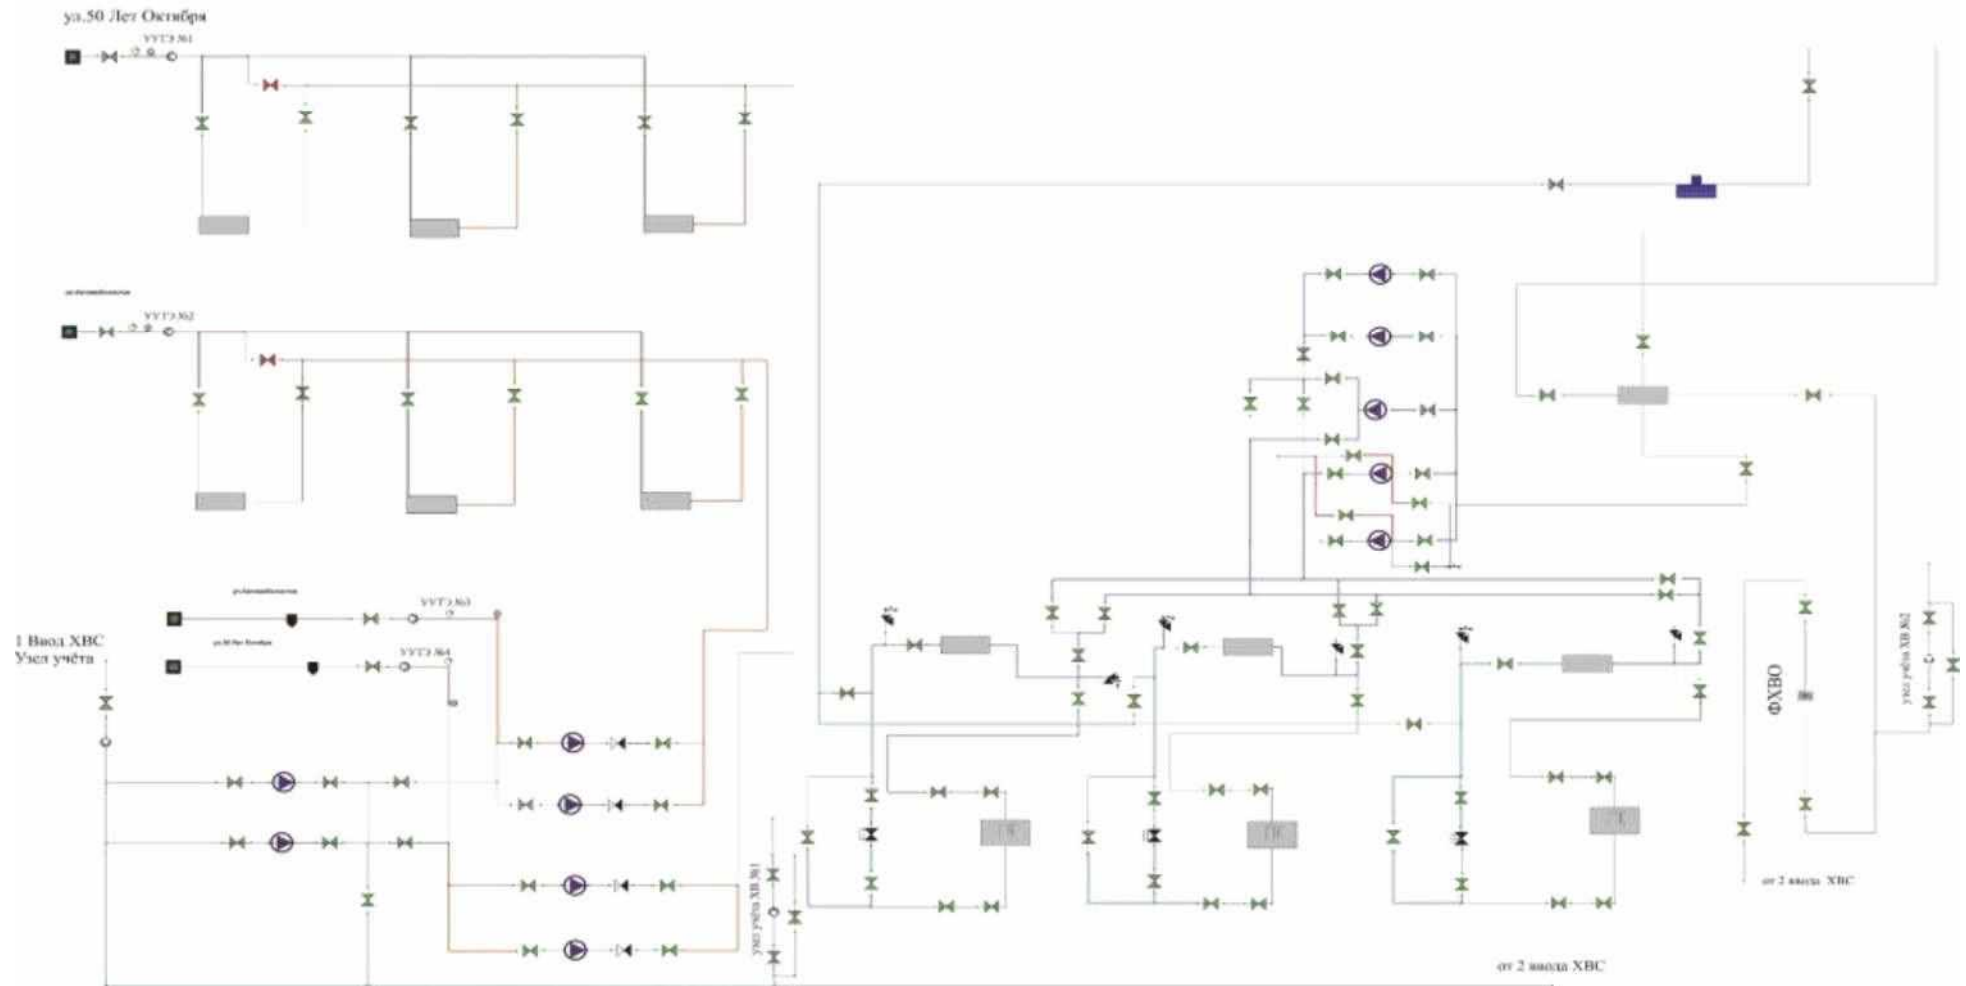 ул.50 Лет Октября
УУТЭ №1
УУТЭ №2
УУТЭ №3
1 Ввод ХВС
Узел учёта
УУТЭ №4
узел учёта ХВ №1
ФХВО
узел учёта ХВ №2
от 2 ввода ХВС
от 2 ввода ХВС